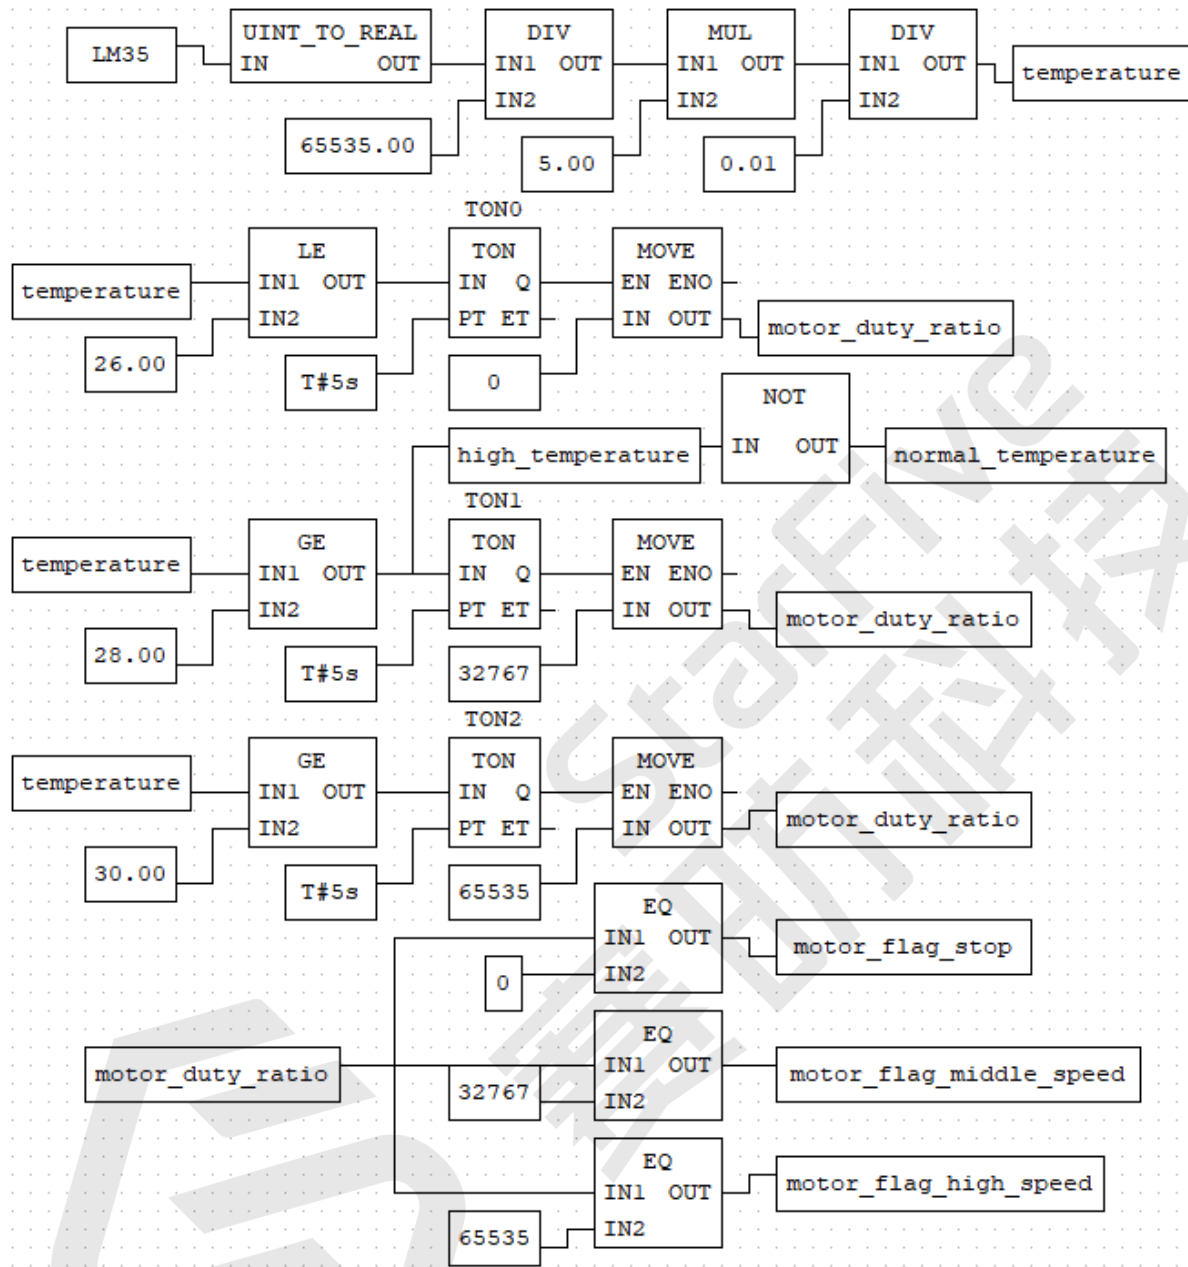 UINT_TO_REAL DIV MUL DIV
LM35 IN OUT IN1 OUT IN1 OUT IN1 OUT temperature
IN2 IN2 IN2
65535.00 5.00 0.01
TON0
LE TON MOVE
temperature IN1 OUT IN Q EN ENO
IN2 PT ET IN OUT motor_duty_ratio
26.00 T#5s 0
NOT
high_temperature IN OUT normal_temperature
TON1
GE TON MOVE
temperature IN1 OUT IN Q EN ENO
IN2 PT ET IN OUT motor_duty_ratio
28.00 T#5s 32767
TON2
GE TON MOVE
temperature IN1 OUT IN Q EN ENO
IN2 PT ET IN OUT motor_duty_ratio
30.00 T#5s 65535
EQ
IN1 OUT motor_flag_stop
0 IN2
EQ
motor_duty_ratio IN1 OUT motor_flag_middle_speed
32767 IN2
EQ
IN1 OUT motor_flag_high_speed
65535 IN2
StarFive
赛昉科技